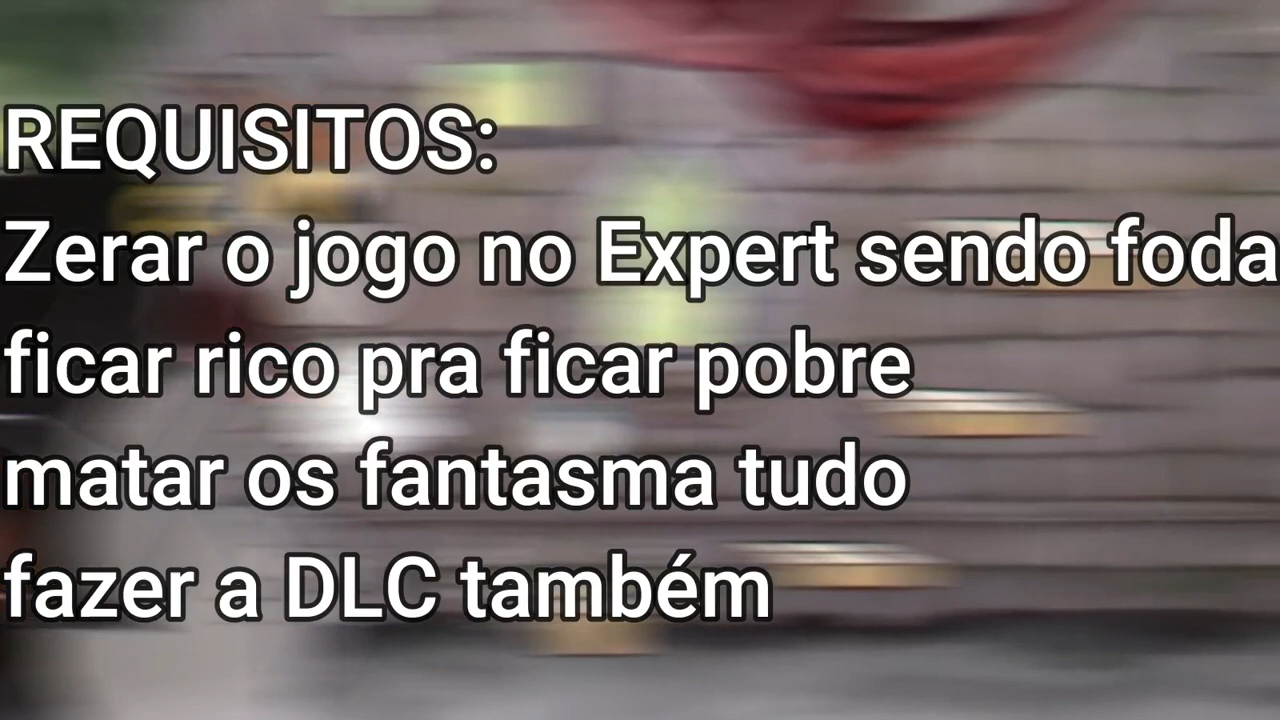 REQUISITOS:
Zerar o jogo no Expert sendo foda
ficar rico pra ficar pobre
matar os fantasma tudo
fazer a DLC também